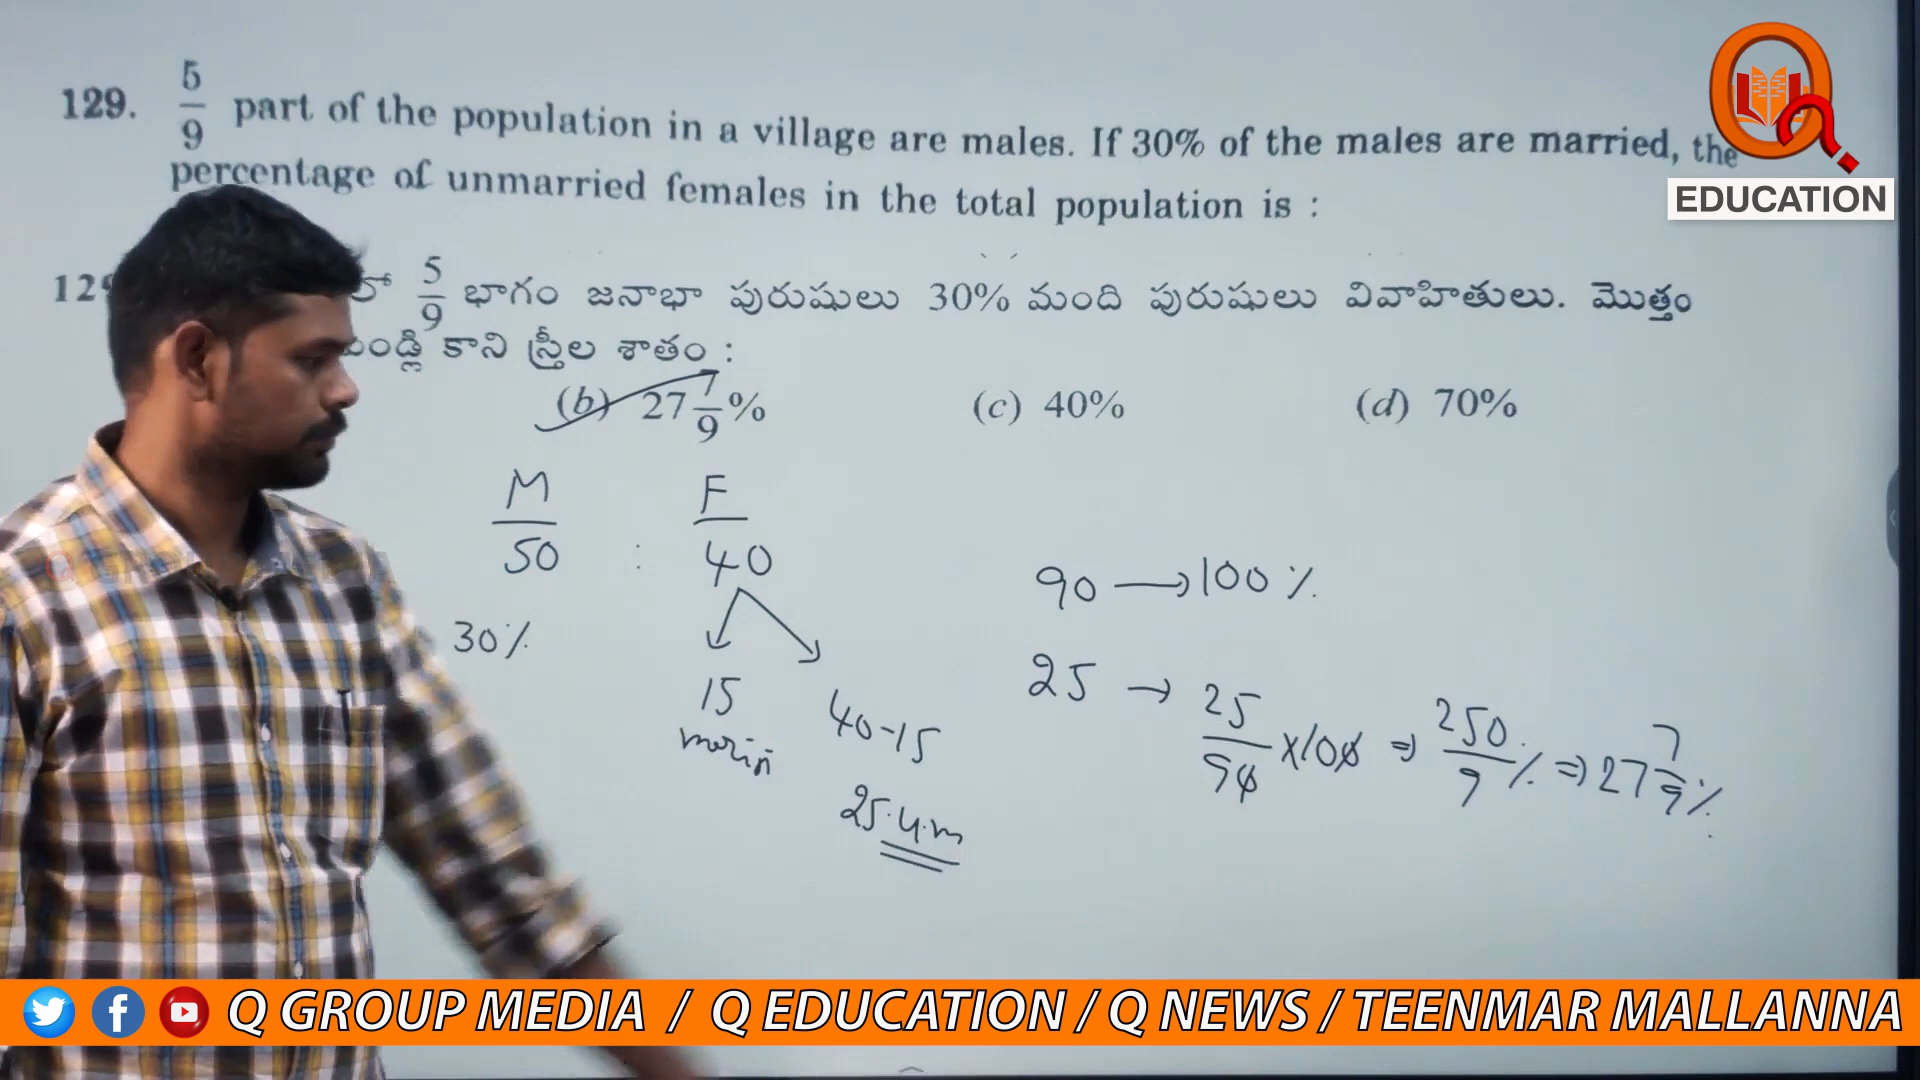 129. 5/9 part of the population in a village are males. If 30% of the males are married, the
percentage of unmarried females in the total population is :
5/9 భాగం జనాభా పురుషులు 30% మంది పురుషులు వివాహితులు. మొత్తం
కాని స్త్రీల శాతం :
(b) 27 7/9 % (c) 40% (d) 70%
M F
50 : 40
90 → 100 %
30%
25 → 25/90 × 100 ⇒ 250/9 % ⇒ 27 7/9 %
15 40-15
25.u.m
EDUCATION
Q GROUP MEDIA / Q EDUCATION / Q NEWS / TEENMAR MALLANNA